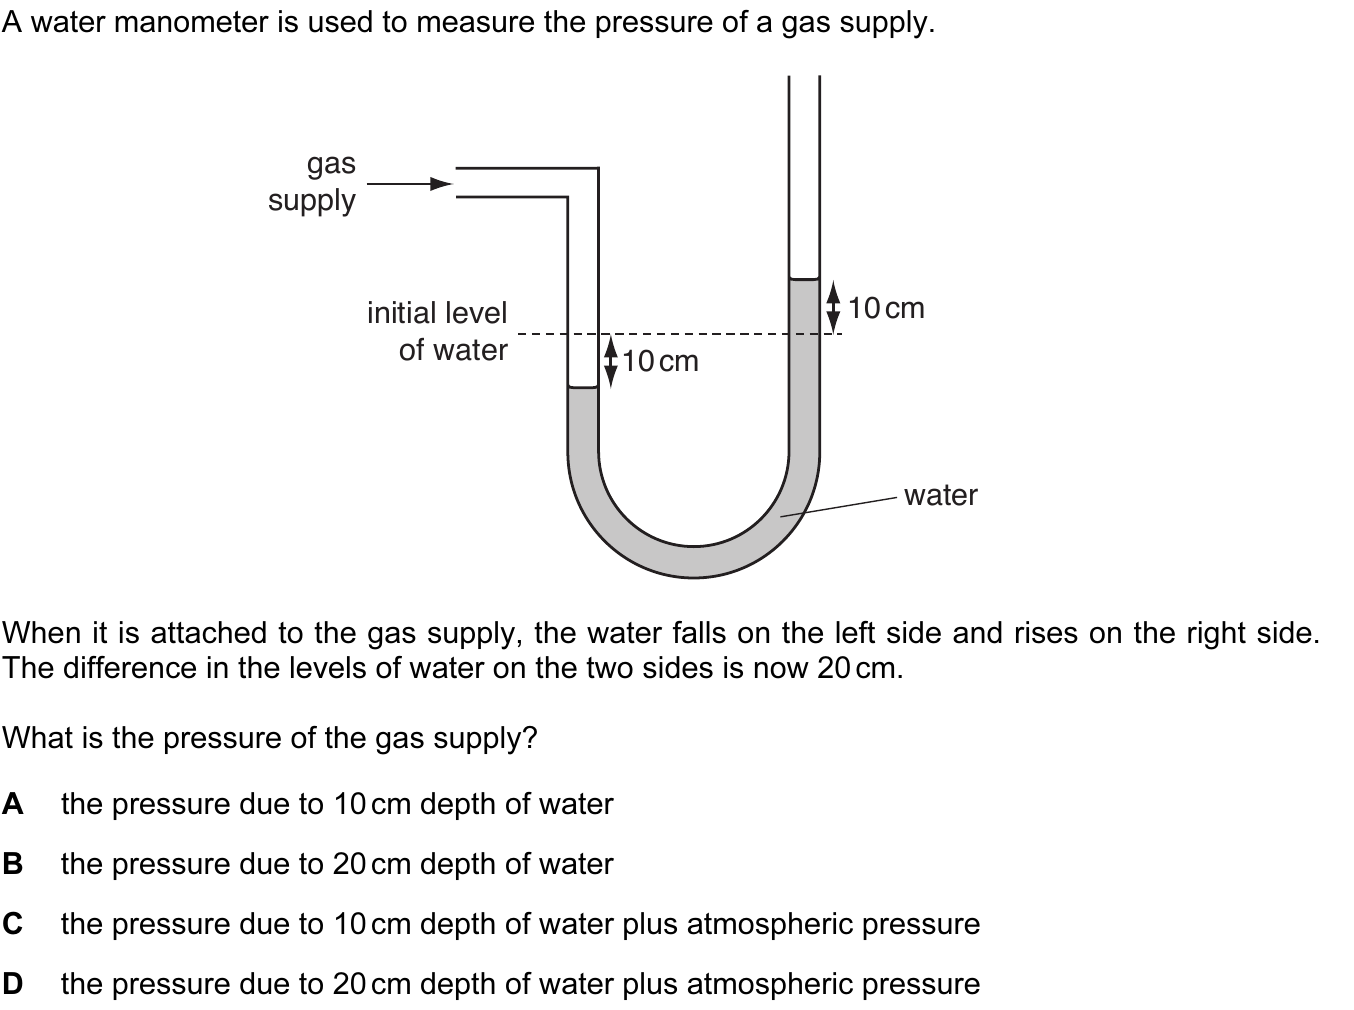 A water manometer is used to measure the pressure of a gas supply.
gas
supply
10 cm
initial level
of water
10 cm
water
When it is attached to the gas supply, the water falls on the left side and rises on the right side.
The difference in the levels of water on the two sides is now 20 cm.
What is the pressure of the gas supply?
A the pressure due to 10 cm depth of water
B the pressure due to 20 cm depth of water
C the pressure due to 10 cm depth of water plus atmospheric pressure
D the pressure due to 20 cm depth of water plus atmospheric pressure